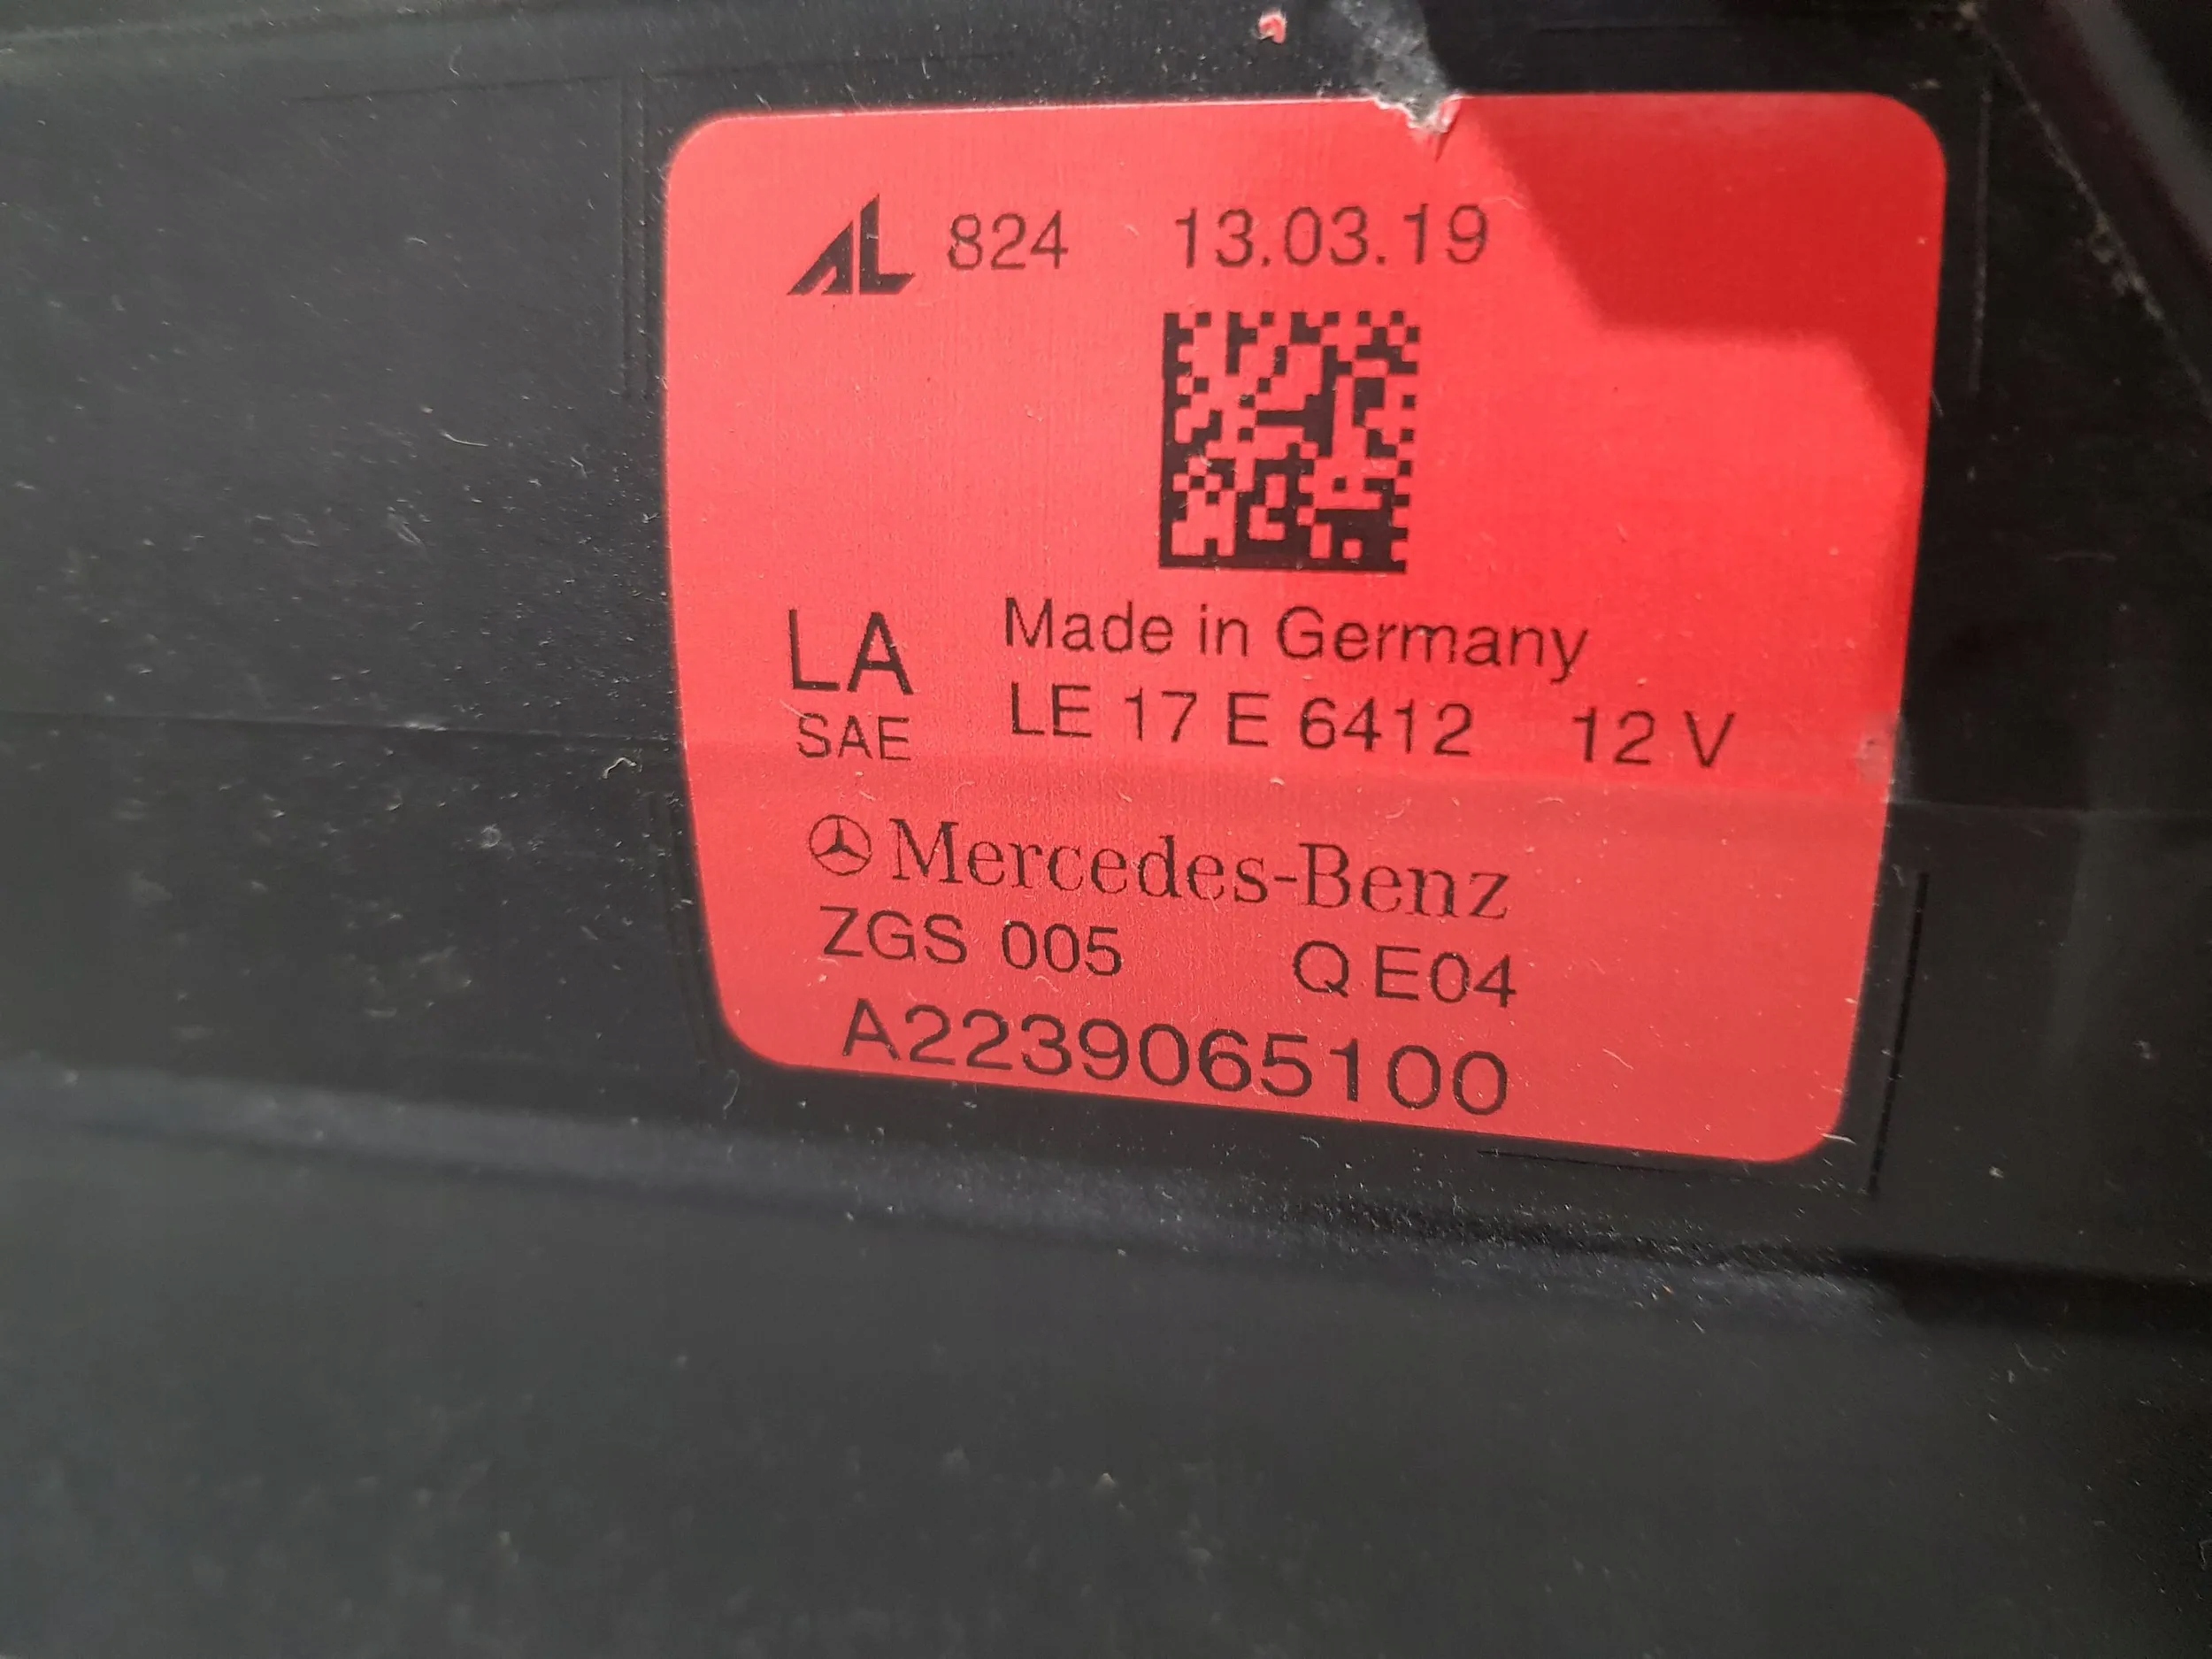 AL 824 13.03.19
Made in Germany
LA
SAE
LE 17 E 6412 12 V
Mercedes-Benz
ZGS 005 Q E04
A2239065100